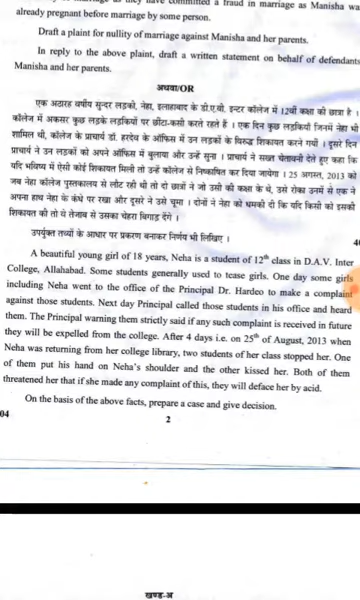 they have committed a fraud in marriage as Manisha wa
already pregnant before marriage by some person.
Draft a plaint for nullity of marriage against Manisha and her parents.
In reply to the above plaint, draft a written statement on behalf of defendants
Manisha and her parents.
अथवा/OR
एक अठारह वर्षीय सुन्दर लड़की, नेहा, इलाहाबाद के डी.ए.वी. इन्टर कॉलेज में 12वीं कक्षा की छात्रा है ।
कॉलेज में अकसर कुछ लड़के लड़कियों पर छींटा-कसी करते रहते हैं । एक दिन कुछ लड़कियाँ जिनमें नेहा भी
शामिल थी, कॉलेज के प्राचार्य डॉ. हरदेव के ऑफिस में उन लड़कों के विरुद्ध शिकायत करने गयीं । दूसरे दिन
प्राचार्य ने उन लड़कों को अपने ऑफिस में बुलाया और उन्हें सुना । प्राचार्य ने सख्त चेतावनी देते हुए कहा कि
यदि भविष्य में ऐसी कोई शिकायत मिली तो उन्हें कॉलेज से निष्कासित कर दिया जायेगा । 25 अगस्त, 2013 को
जब नेहा कॉलेज पुस्तकालय से लौट रही थी तो दो छात्रों ने जो उसी की कक्षा के थे, उसे रोका उनमें से एक ने
अपना हाथ नेहा के कंधे पर रखा और दूसरे ने उसे चूमा । दोनों ने नेहा को धमकी दी कि यदि किसी को इसकी
शिकायत की तो वे तेजाब से उसका चेहरा बिगाड़ देंगे ।
उपर्युक्त तथ्यों के आधार पर प्रकरण बनाकर निर्णय भी लिखिए ।
A beautiful young girl of 18 years, Neha is a student of 12th class in D.A.V. Inter
College, Allahabad. Some students generally used to tease girls. One day some girls
including Neha went to the office of the Principal Dr. Hardeo to make a complaint
against those students. Next day Principal called those students in his office and heard
them. The Principal warning them strictly said if any such complaint is received in future
they will be expelled from the college. After 4 days i.e. on 25th of August, 2013 when
Neha was returning from her college library, two students of her class stopped her. One
of them put his hand on Neha's shoulder and the other kissed her. Both of them
threatened her that if she made any complaint of this, they will deface her by acid.
On the basis of the above facts, prepare a case and give decision.
04
2
खण्ड-अ